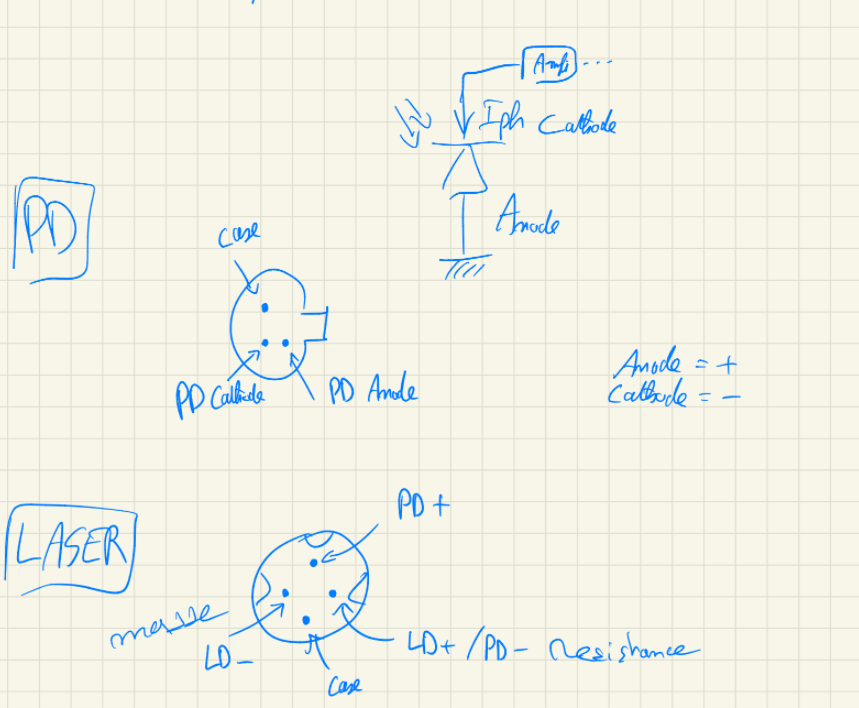 Ampli ...
Iph Cathode
PD
Anode
case
PD Cathode
PD Anode
Anode = +
Cathode = -
LASER
PD +
masse
LD -
LD+ /PD- Resistance
Case